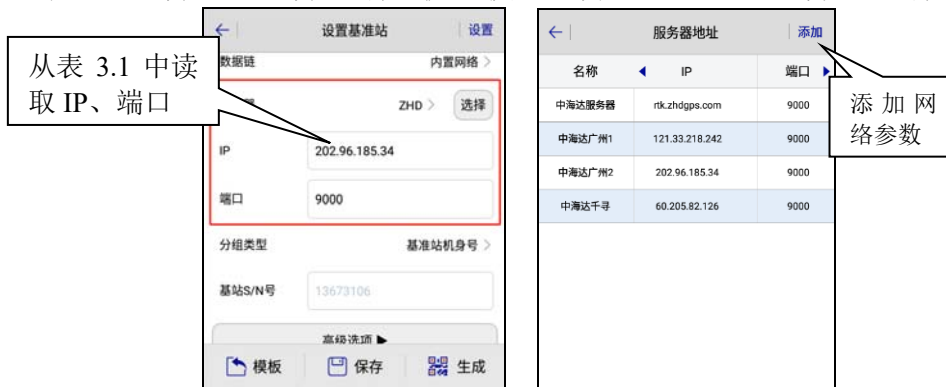 设置基准站
设置
数据链
内置网络 >
ZHD >
选择
IP
202.96.185.34
端口
9000
分组类型
基准站机身号 >
基站S/N号
13673106
高级选项 ▶
模板
保存
生成
从表 3.1 中读
取 IP、端口
服务器地址
添加
名称 ◀ IP 端口 ▶
中海达服务器 rtk.zhdgps.com 9000
中海达广州1 121.33.218.242 9000
中海达广州2 202.96.185.34 9000
中海达千寻 60.205.82.126 9000
添加网
络参数